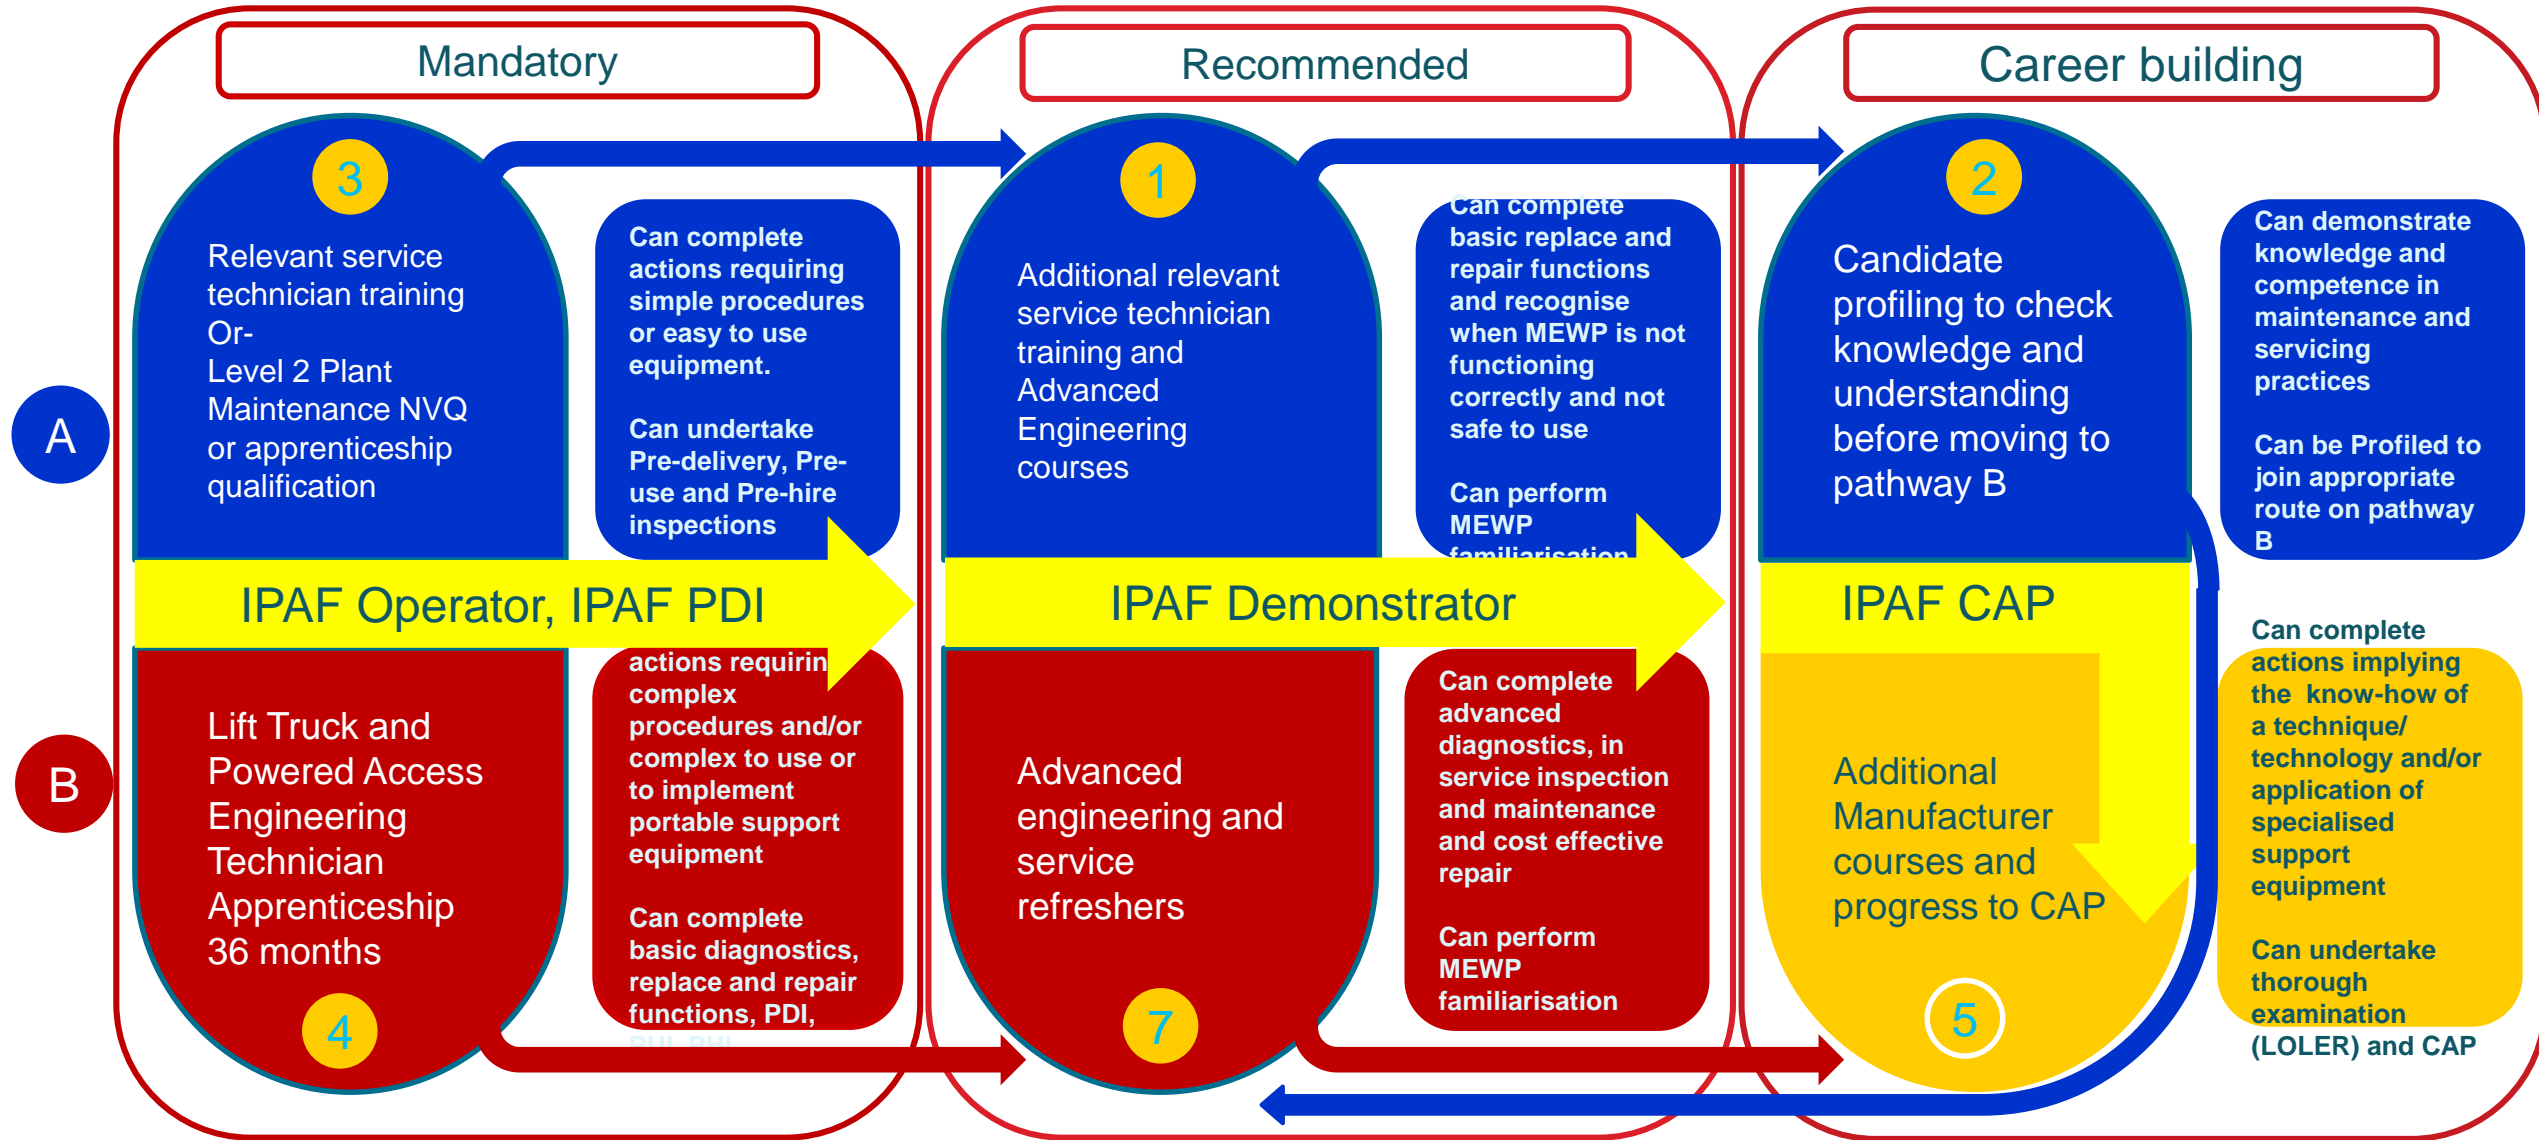 Mandatory
Recommended
Career building
A
3
Relevant service
technician training
Or-
Level 2 Plant
Maintenance NVQ
or apprenticeship
qualification
Can complete
actions requiring
simple procedures
or easy to use
equipment.
Can undertake
Pre-delivery, Pre-
use and Pre-hire
inspections
1
Additional relevant
service technician
training and
Advanced
Engineering
courses
Can complete
basic replace and
repair functions
and recognise
when MEWP is not
functioning
correctly and not
safe to use
Can perform
MEWP
familiarisation
2
Candidate
profiling to check
knowledge and
understanding
before moving to
pathway B
Can demonstrate
knowledge and
competence in
maintenance and
servicing
practices
Can be Profiled to
join appropriate
route on pathway
B
IPAF Operator, IPAF PDI
IPAF Demonstrator
IPAF CAP
B
Lift Truck and
Powered Access
Engineering
Technician
Apprenticeship
36 months
4
actions requirin
complex
procedures and/or
complex to use or
to implement
portable support
equipment
Can complete
basic diagnostics,
replace and repair
functions, PDI,
PUI, PHI
Advanced
engineering and
service
refreshers
7
Can complete
advanced
diagnostics, in
service inspection
and maintenance
and cost effective
repair
Can perform
MEWP
familiarisation
Additional
Manufacturer
courses and
progress to CAP
5
Can complete
actions implying
the know-how of
a technique/
technology and/or
application of
specialised
support
equipment
Can undertake
thorough
examination
(LOLER) and CAP